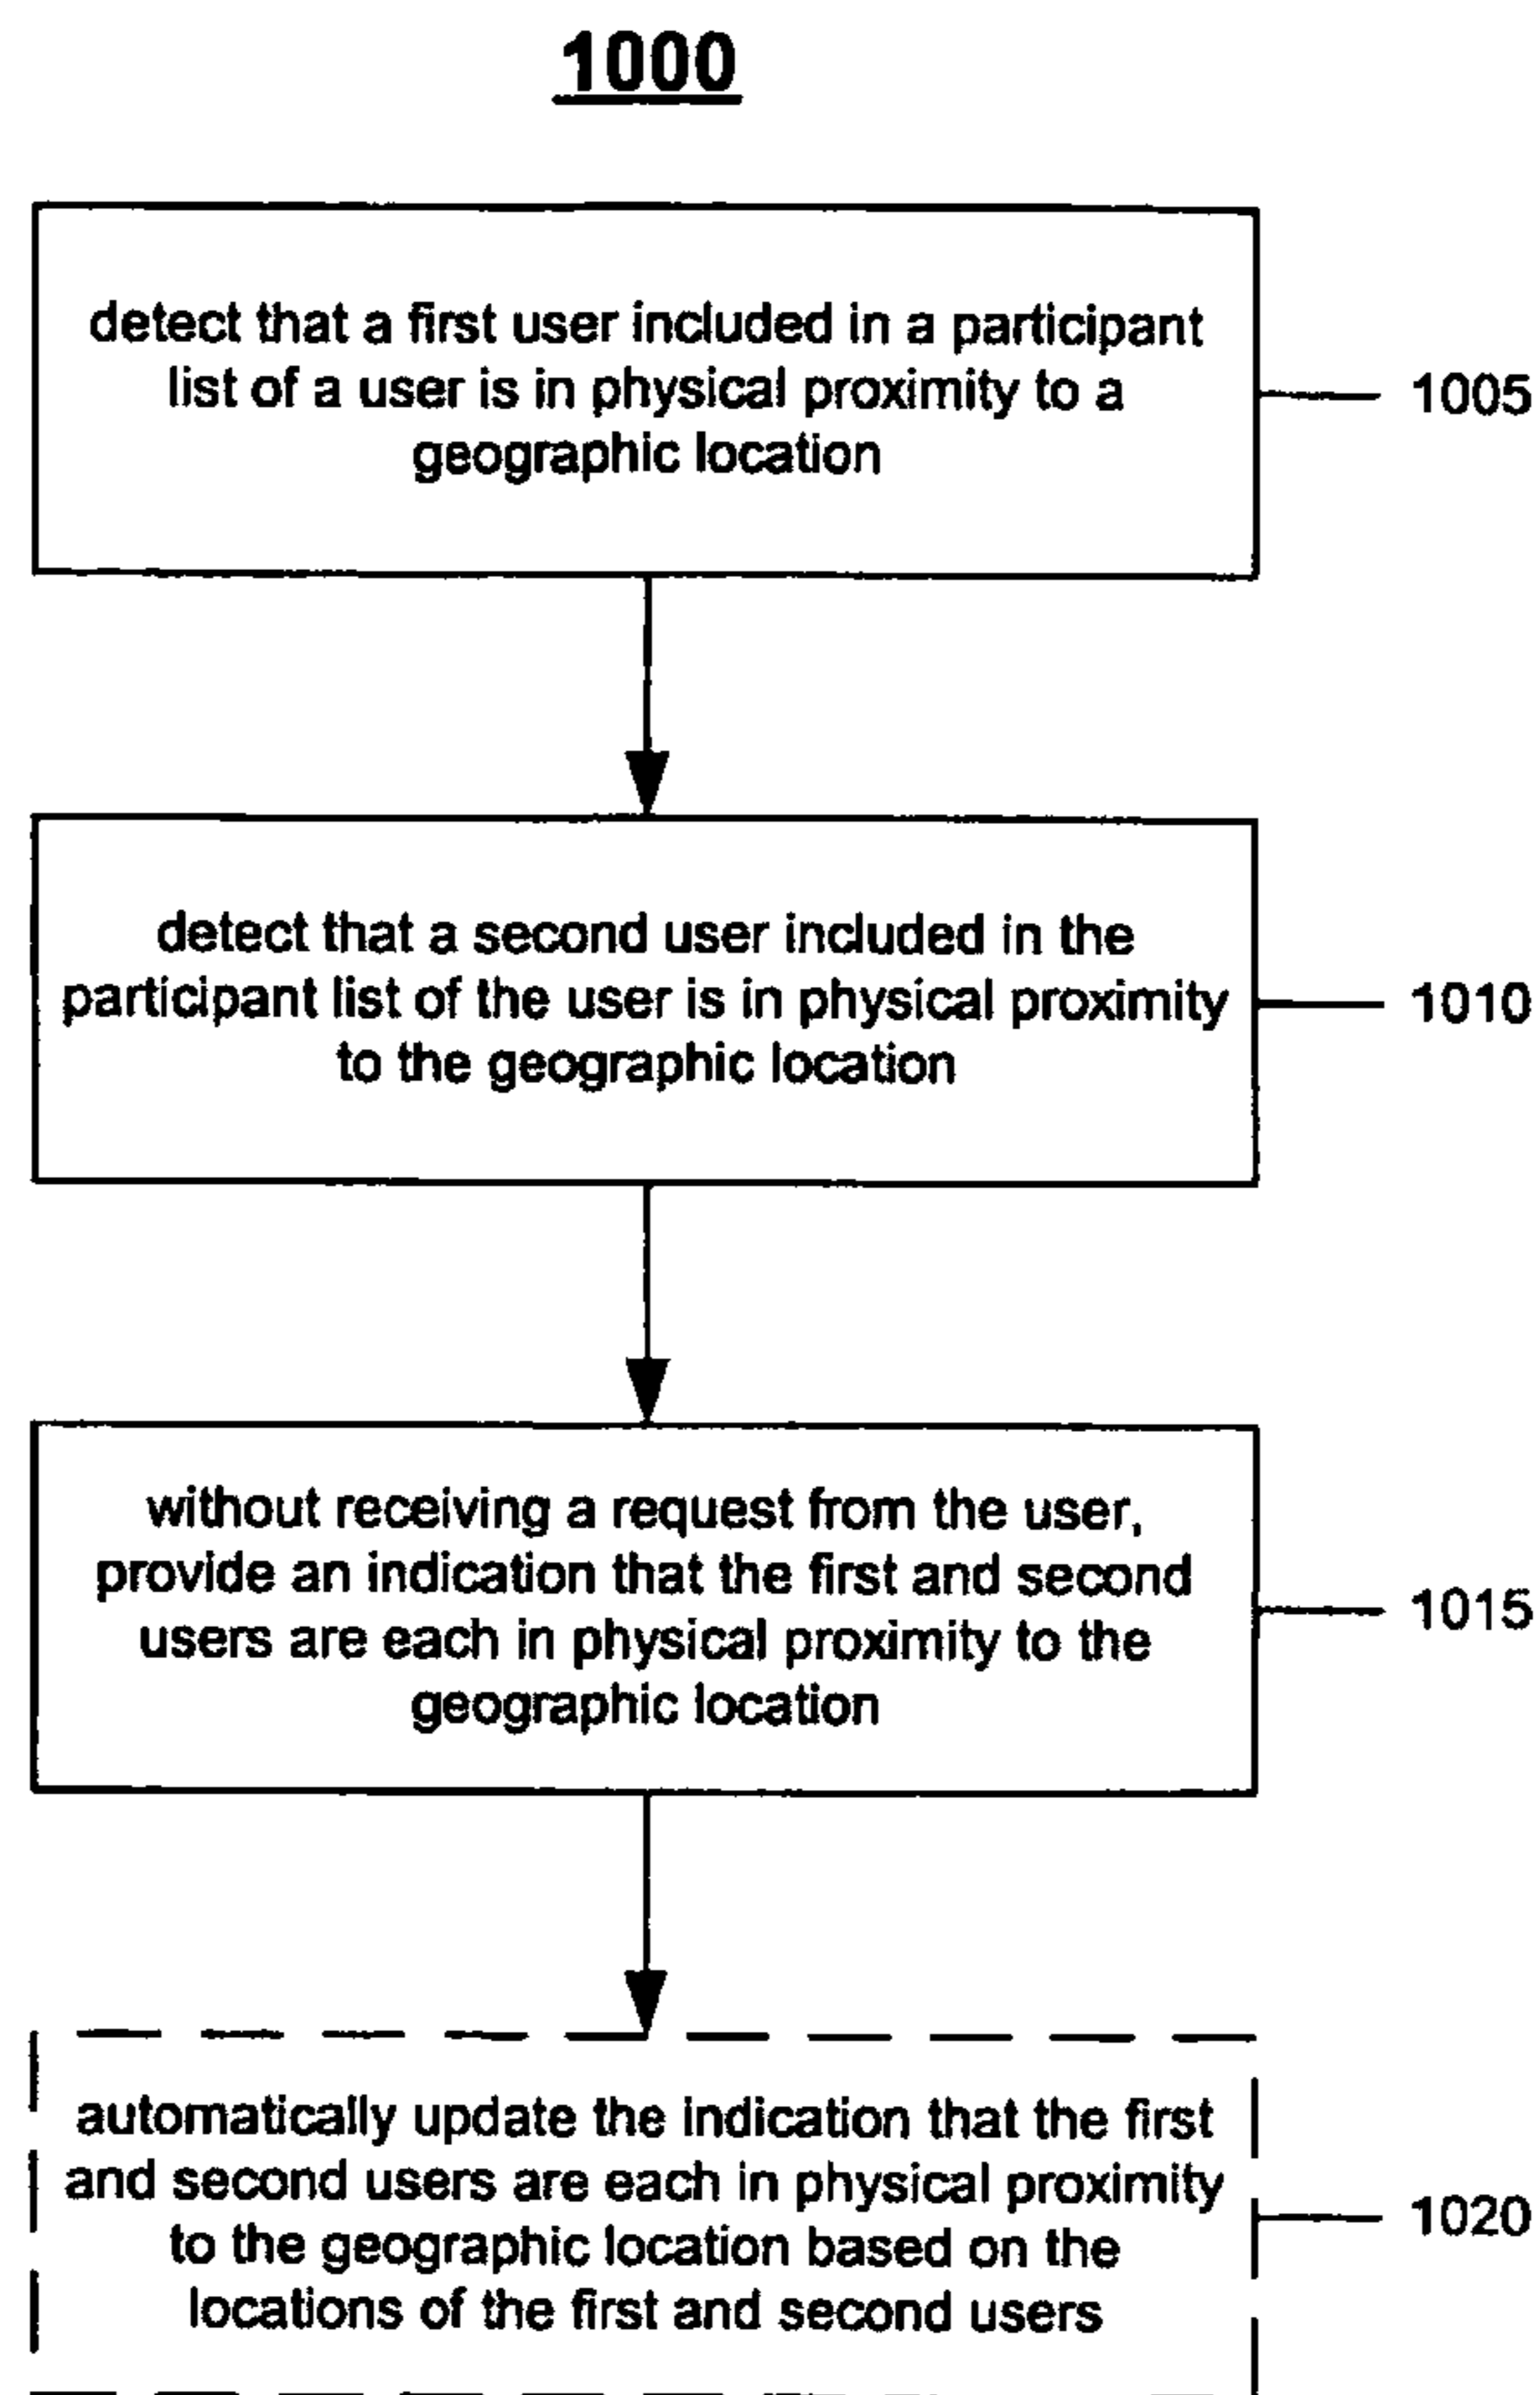 1000
detect that a first user included in a participant
list of a user is in physical proximity to a
geographic location
1005
detect that a second user included in the
participant list of the user is in physical proximity
to the geographic location
1010
without receiving a request from the user,
provide an indication that the first and second
users are each in physical proximity to the
geographic location
1015
automatically update the indication that the first
and second users are each in physical proximity
to the geographic location based on the
locations of the first and second users
1020